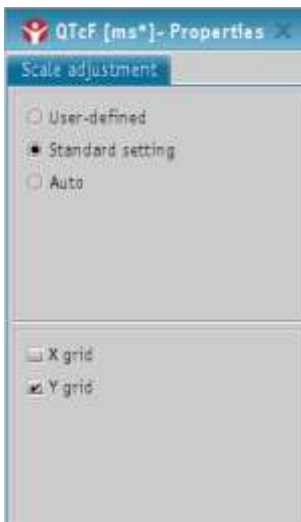 QTcF [ms*]- Properties
Scale adjustment
User-defined
Standard setting
Auto
X grid
Y grid